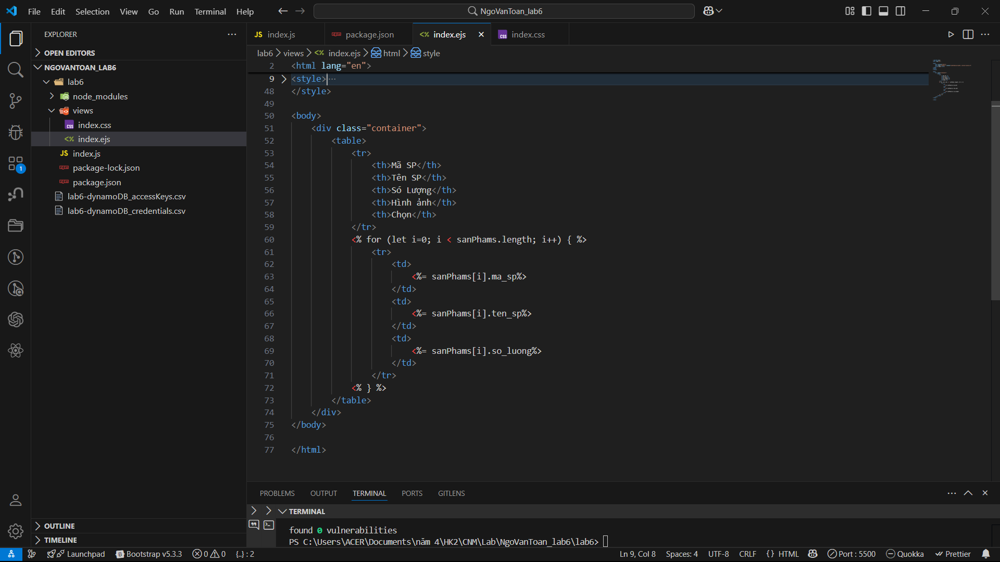 File Edit Selection View Go Run Terminal Help
NgoVanToan_lab6
EXPLORER
OPEN EDITORS
NGOVANTOAN_LAB6
lab6
node_modules
views
index.css
index.ejs
index.js
package-lock.json
package.json
lab6-dynamoDB_accessKeys.csv
lab6-dynamoDB_credentials.csv
OUTLINE
TIMELINE
1
JS index.js package.json <% index.ejs css index.css
lab6 > views > <% index.ejs > html > style
2 <html lang="en">
9 <style>…
48 </style>
49
50 <body>
51 <div class="container">
52 <table>
53 <tr>
54 <th>Mã SP</th>
55 <th>Tên SP</th>
56 <th>Só Lượng</th>
57 <th>Hình ảnh</th>
58 <th>Chọn</th>
59 </tr>
60 <% for (let i=0; i < sanPhams.length; i++) { %>
61 <tr>
62 <td>
63 <%= sanPhams[i].ma_sp%>
64 </td>
65 <td>
66 <%= sanPhams[i].ten_sp%>
67 </td>
68 <td>
69 <%= sanPhams[i].so_luong%>
70 </td>
71 </tr>
72 <% } %>
73 </table>
74 </div>
75 </body>
76
77 </html>
PROBLEMS OUTPUT TERMINAL PORTS GITLENS
TERMINAL
found 0 vulnerabilities
PS C:\Users\ACER\Documents\năm 4\HK2\CNM\Lab\NgoVanToan_lab6\lab6>
Launchpad Bootstrap v5.3.3 0 0 {..} : 2 Ln 9, Col 8 Spaces: 4 UTF-8 CRLF {} HTML Port : 5500 Quokka Prettier